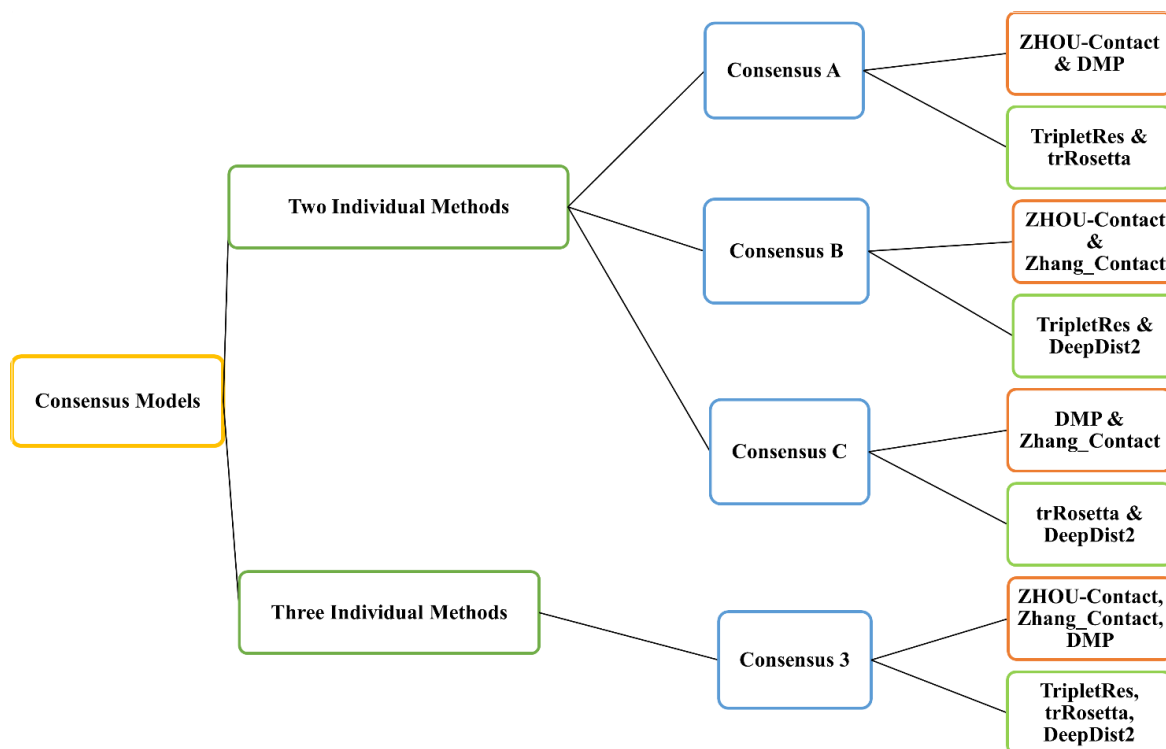 Consensus Models
Two Individual Methods
Three Individual Methods
Consensus A
Consensus B
Consensus C
Consensus 3
ZHOU-Contact
& DMP
TripletRes &
trRosetta
ZHOU-Contact
&
Zhang_Contact
TripletRes &
DeepDist2
DMP &
Zhang_Contact
trRosetta &
DeepDist2
ZHOU-Contact,
Zhang_Contact,
DMP
TripletRes,
trRosetta,
DeepDist2